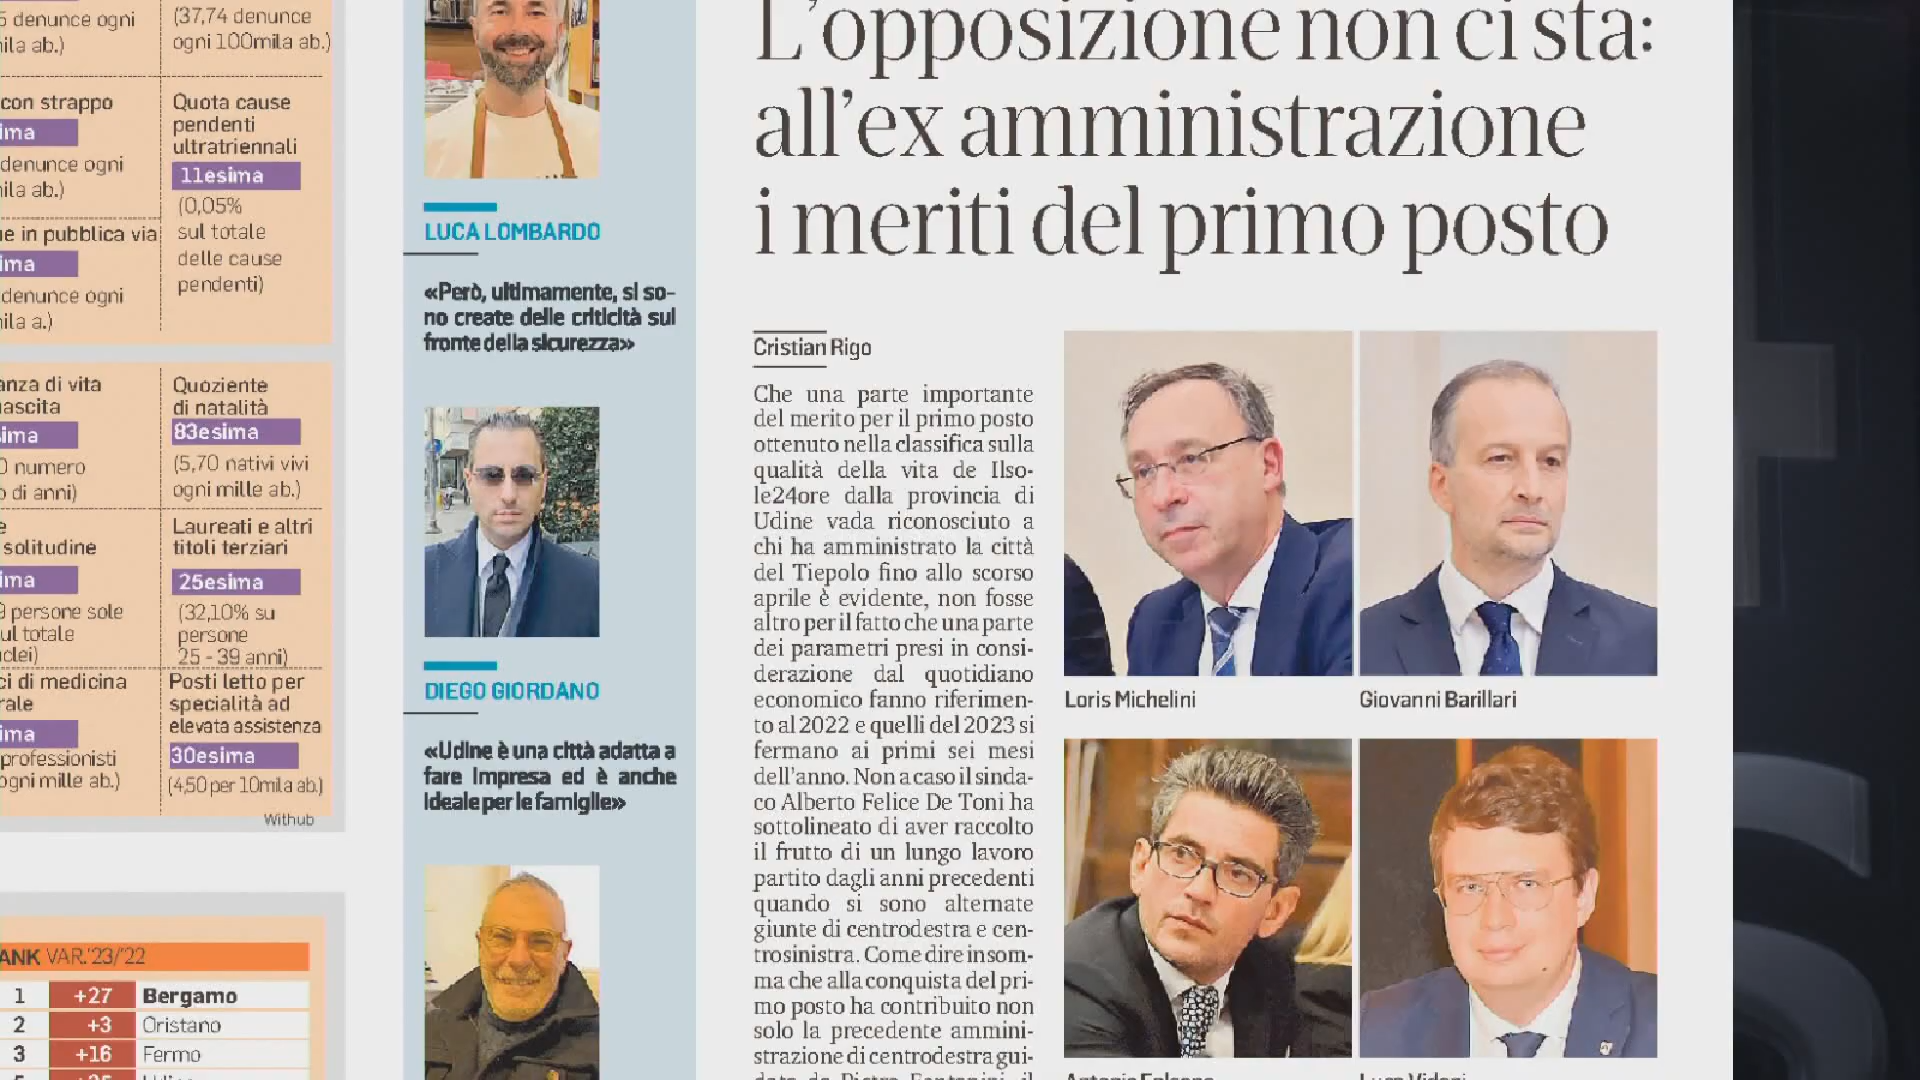 5 denunce ogni
ila ab.)
(37,74 denunce
ogni 100mila ab.)
con strappo
ima
denunce ogni
ila ab.)
Quota cause
pendenti
ultratriennali
11esima
(0,05%
sul totale
delle cause
pendenti)
e in pubblica via
ima
denunce ogni
ila a.)
anza di vita
ascita
ima
0 numero
o di anni)
Quoziente
di natalità
83esima
(5,70 nativi vivi
ogni mille ab.)
e
solitudine
ima
9 persone sole
ul totale
clei)
Laureati e altri
titoli terziari
25esima
(32,10% su
persone
25 - 39 anni)
ci di medicina
rale
ima
professionisti
ogni mille ab.)
Posti letto per
specialità ad
elevata assistenza
30esima
(4,50 per 10mila ab.)
Withub
ANK VAR.'23/'22
1 +27 Bergamo
2 +3 Oristano
3 +16 Fermo
LUCA LOMBARDO
«Però, ultimamente, si so-
no create delle criticità sul
fronte della sicurezza»
DIEGO GIORDANO
«Udine è una città adatta a
fare impresa ed è anche
ideale per le famiglie»
L'opposizione non ci sta:
all'ex amministrazione
i meriti del primo posto
Cristian Rigo
Che una parte importante
del merito per il primo posto
ottenuto nella classifica sulla
qualità della vita de Ilso-
le24ore dalla provincia di
Udine vada riconosciuto a
chi ha amministrato la città
del Tiepolo fino allo scorso
aprile è evidente, non fosse
altro per il fatto che una parte
dei parametri presi in consi-
derazione dal quotidiano
economico fanno riferimen-
to al 2022 e quelli del 2023 si
fermano ai primi sei mesi
dell'anno. Non a caso il sinda-
co Alberto Felice De Toni ha
sottolineato di aver raccolto
il frutto di un lungo lavoro
partito dagli anni precedenti
quando si sono alternate
giunte di centrodestra e cen-
trosinistra. Come dire insom-
ma che alla conquista del pri-
mo posto ha contribuito non
solo la precedente ammini-
strazione di centrodestra gui-
Loris Michelini
Giovanni Barillari